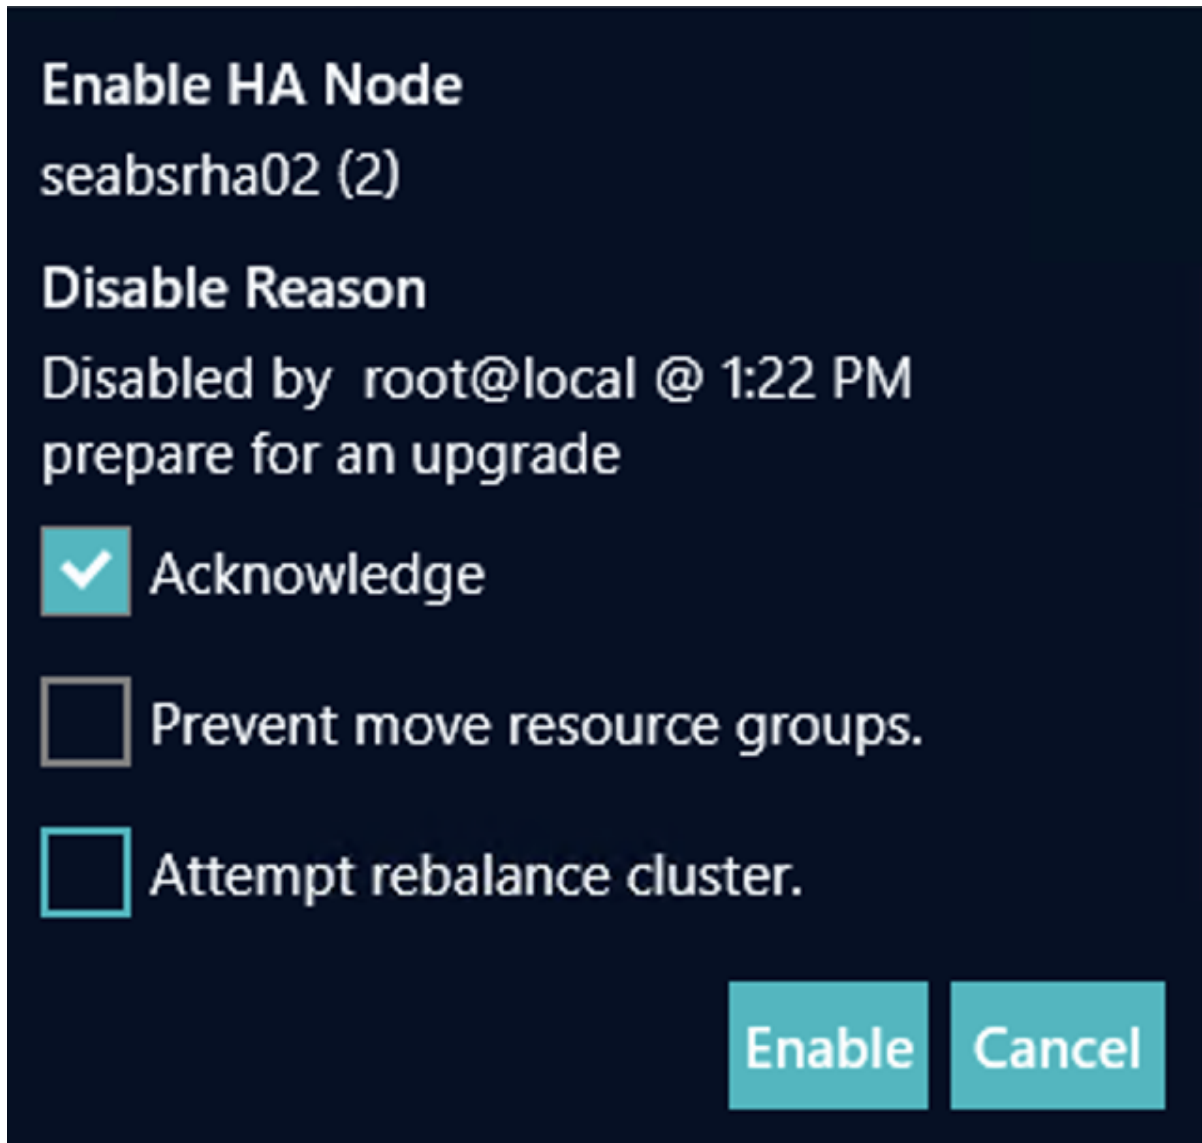 Enable HA Node
seabsrha02 (2)
Disable Reason
Disabled by  root@local @ 1:22 PM
prepare for an upgrade
Acknowledge
Prevent move resource groups.
Attempt rebalance cluster.
Enable
Cancel